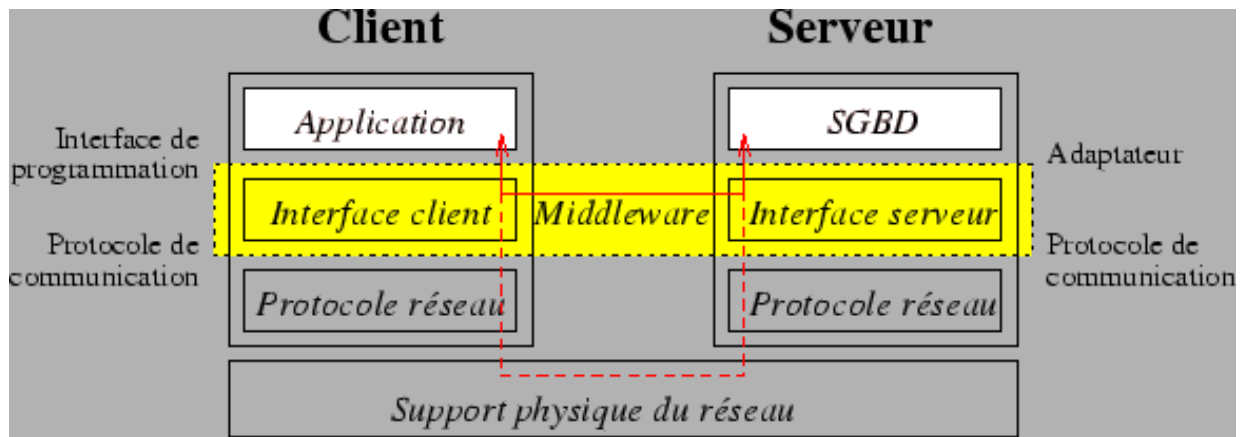 Client
Serveur
Application
SGBD
Interface de
programmation
Adaptateur
Interface client
Middleware
Interface serveur
Protocole de
communication
Protocole de
communication
Protocole réseau
Protocole réseau
Support physique du réseau